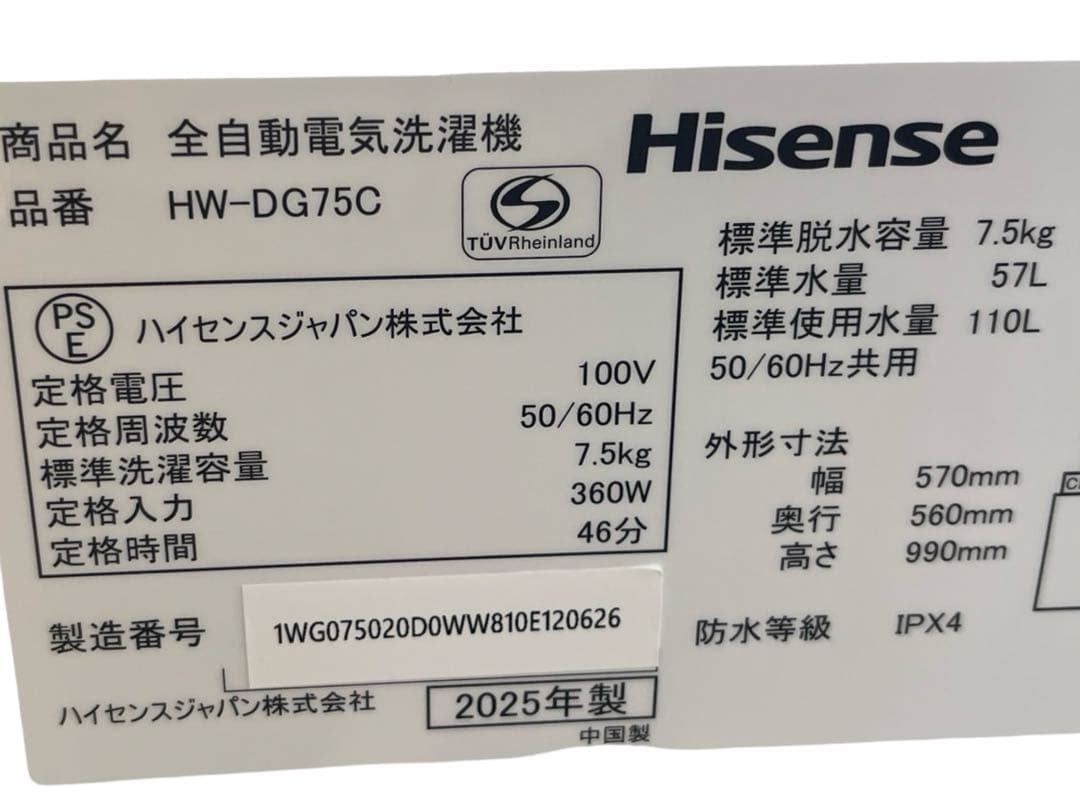 商品名 全自動電気洗濯機
Hisense
品番 HW-DG75C
TÜVRheinland
PS
E
ハイセンスジャパン株式会社
定格電圧 100V
定格周波数 50/60Hz
標準洗濯容量 7.5kg
定格入力 360W
定格時間 46分
標準脱水容量 7.5kg
標準水量 57L
標準使用水量 110L
50/60Hz共用
外形寸法
幅 570mm
奥行 560mm
高さ 990mm
製造番号 1WG075020D0WW810E120626
防水等級 IPX4
ハイセンスジャパン株式会社
2025年製
中国製